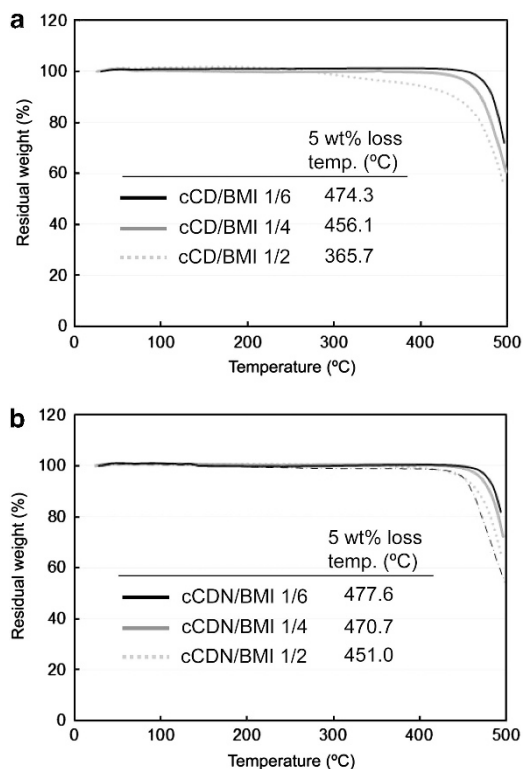 a
120
100
80
60
40
20
0
Residual weight (%)
5 wt% loss
temp. (ºC)
cCD/BMI 1/6 474.3
cCD/BMI 1/4 456.1
cCD/BMI 1/2 365.7
0 100 200 300 400 500
Temperature (ºC)
b
120
100
80
60
40
20
0
Residual weight (%)
5 wt% loss
temp. (ºC)
cCDN/BMI 1/6 477.6
cCDN/BMI 1/4 470.7
cCDN/BMI 1/2 451.0
0 100 200 300 400 500
Temperature (ºC)